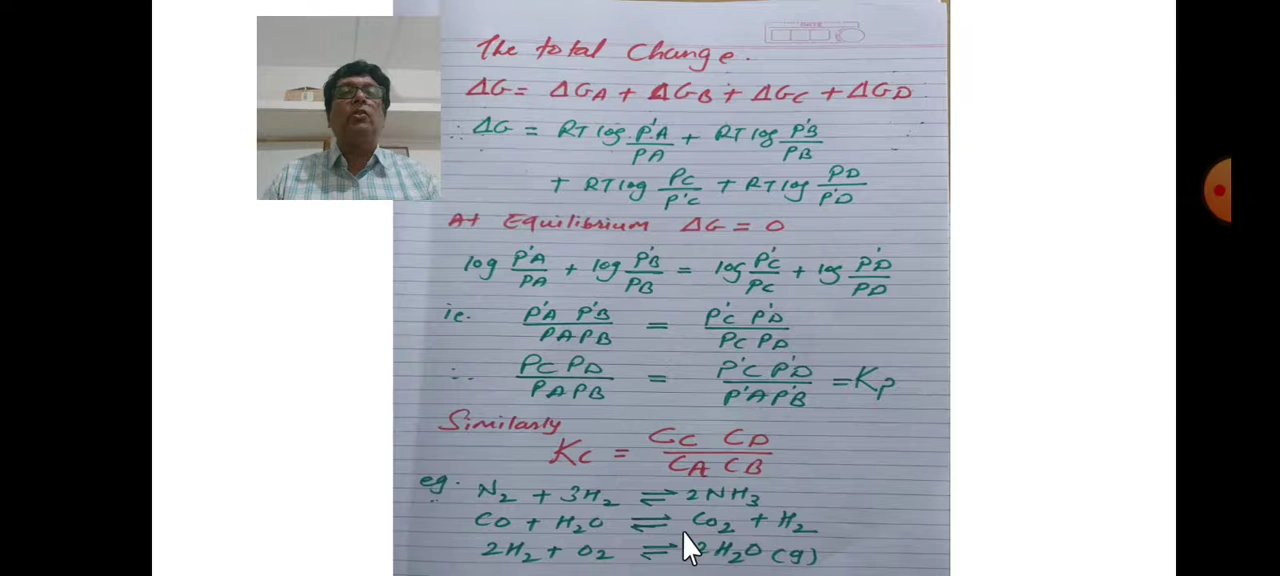 DATE
The total Change.
ΔG = ΔGA + ΔGB + ΔGC + ΔGD
∴ ΔG = RT log P'A/PA + RT log P'B/PB
+ RT log PC/P'C + RT log PD/P'D
At Equilibrium ΔG = 0
log P'A/PA + log P'B/PB = log P'C/PC + log P'D/PD
ie. P'A P'B / PA PB = P'C P'D / PC PD
∴ PC PD / PA PB = P'C P'D / P'A P'B = Kp
Similarly
Kc = CC CD / CA CB
eg. N2 + 3H2 ⇌ 2NH3
CO + H2O ⇌ CO2 + H2
2H2 + O2 ⇌ 2H2O (g)